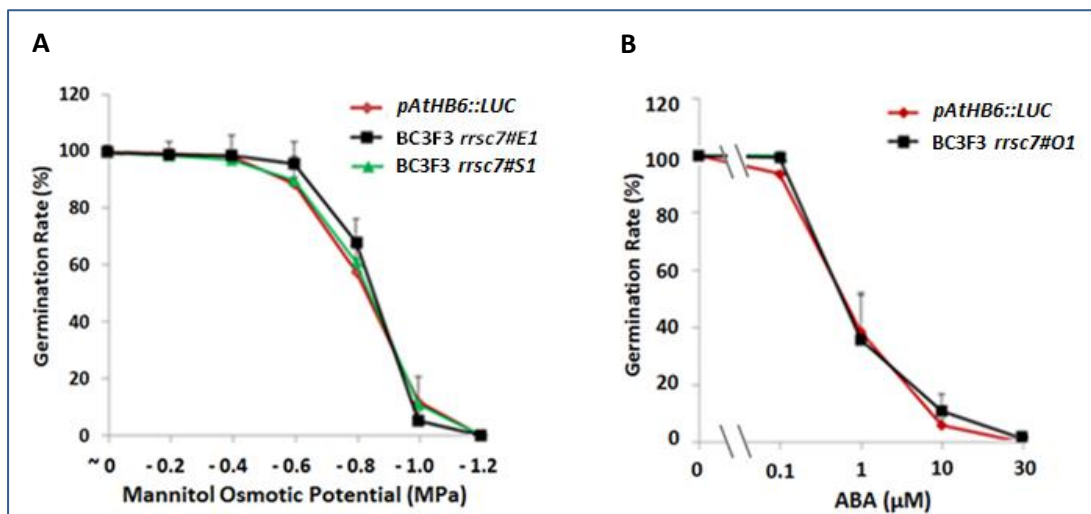 A
120
100
80
60
40
20
0
Germination Rate (%)
pAtHB6::LUC
BC3F3 rrsc7#E1
BC3F3 rrsc7#S1
~ 0 - 0.2 - 0.4 - 0.6 - 0.8 - 1.0 - 1.2
Mannitol Osmotic Potential (MPa)
B
120
100
80
60
40
20
0
Germination Rate (%)
pAtHB6::LUC
BC3F3 rrsc7#O1
0 0.1 1 10 30
ABA (μM)